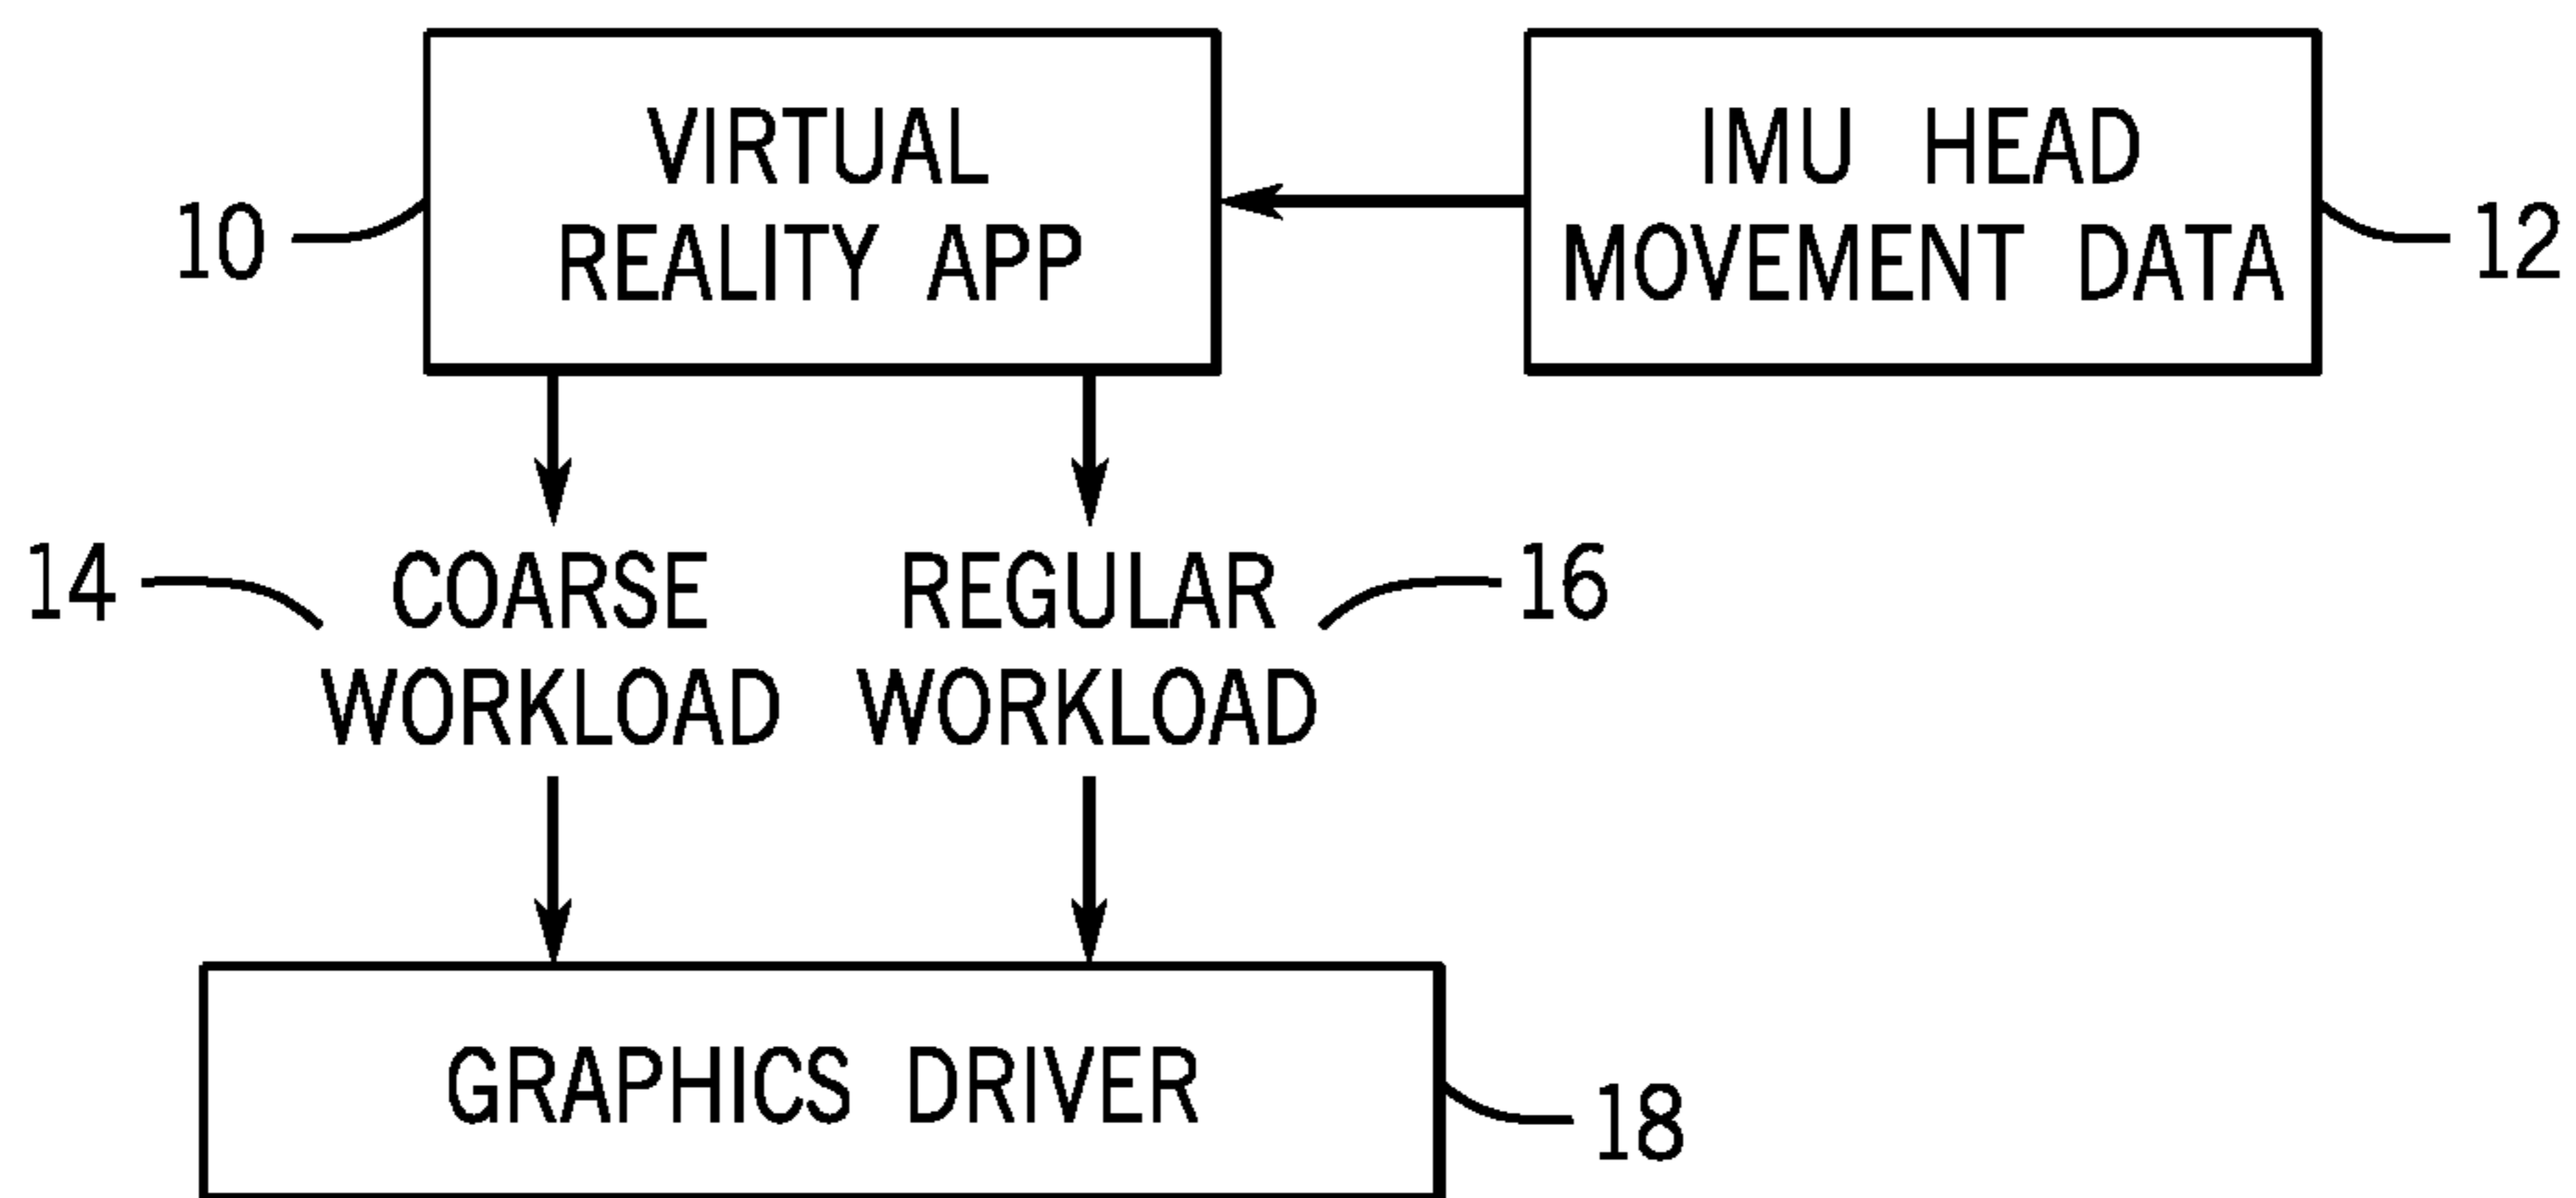 VIRTUAL
REALITY APP
IMU HEAD
MOVEMENT DATA
10
12
14
COARSE
WORKLOAD
REGULAR
WORKLOAD
16
GRAPHICS DRIVER
18